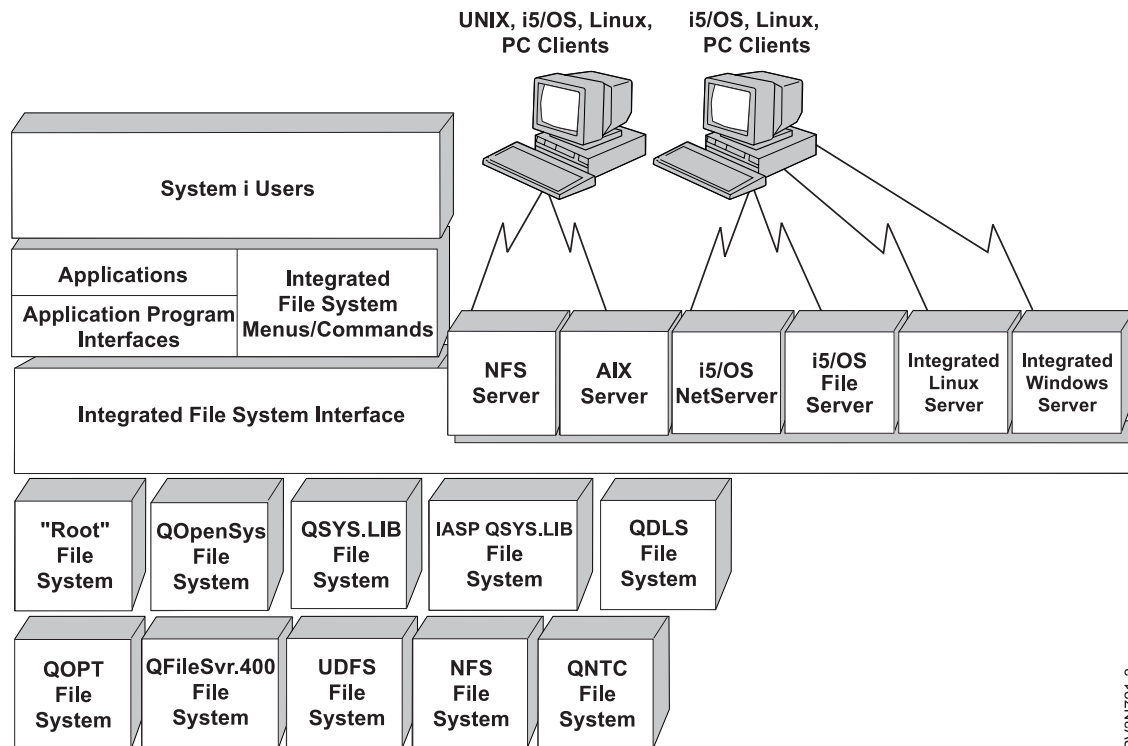 UNIX, i5/OS, Linux,
PC Clients
i5/OS, Linux,
PC Clients
System i Users
Applications
Application Program
Interfaces
Integrated
File System
Menus/Commands
NFS
Server
AIX
Server
i5/OS
NetServer
i5/OS
File
Server
Integrated
Linux
Server
Integrated
Windows
Server
Integrated File System Interface
"Root"
File
System
QOpenSys
File
System
QSYS.LIB
File
System
IASP QSYS.LIB
File
System
QDLS
File
System
QOPT
File
System
QFileSvr.400
File
System
UDFS
File
System
NFS
File
System
QNTC
File
System